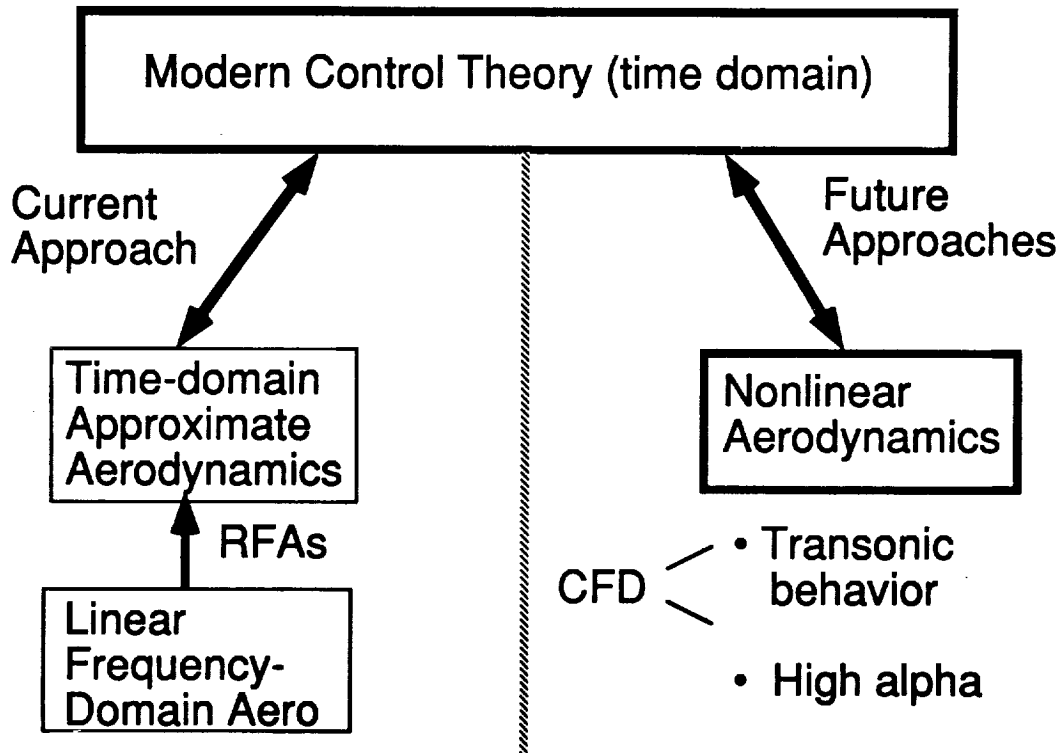 Modern Control Theory (time domain)
Current
Approach
Time-domain
Approximate
Aerodynamics
RFAs
Linear
Frequency-
Domain Aero
Future
Approaches
Nonlinear
Aerodynamics
CFD
• Transonic
behavior
• High alpha